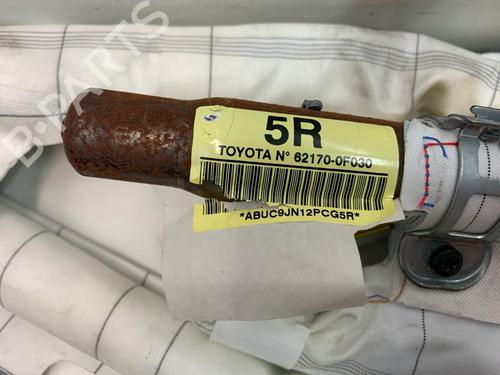 B-PARTS
5R
TOYOTA N° 62170-0F030
*ABUC9JN12PCG5R*